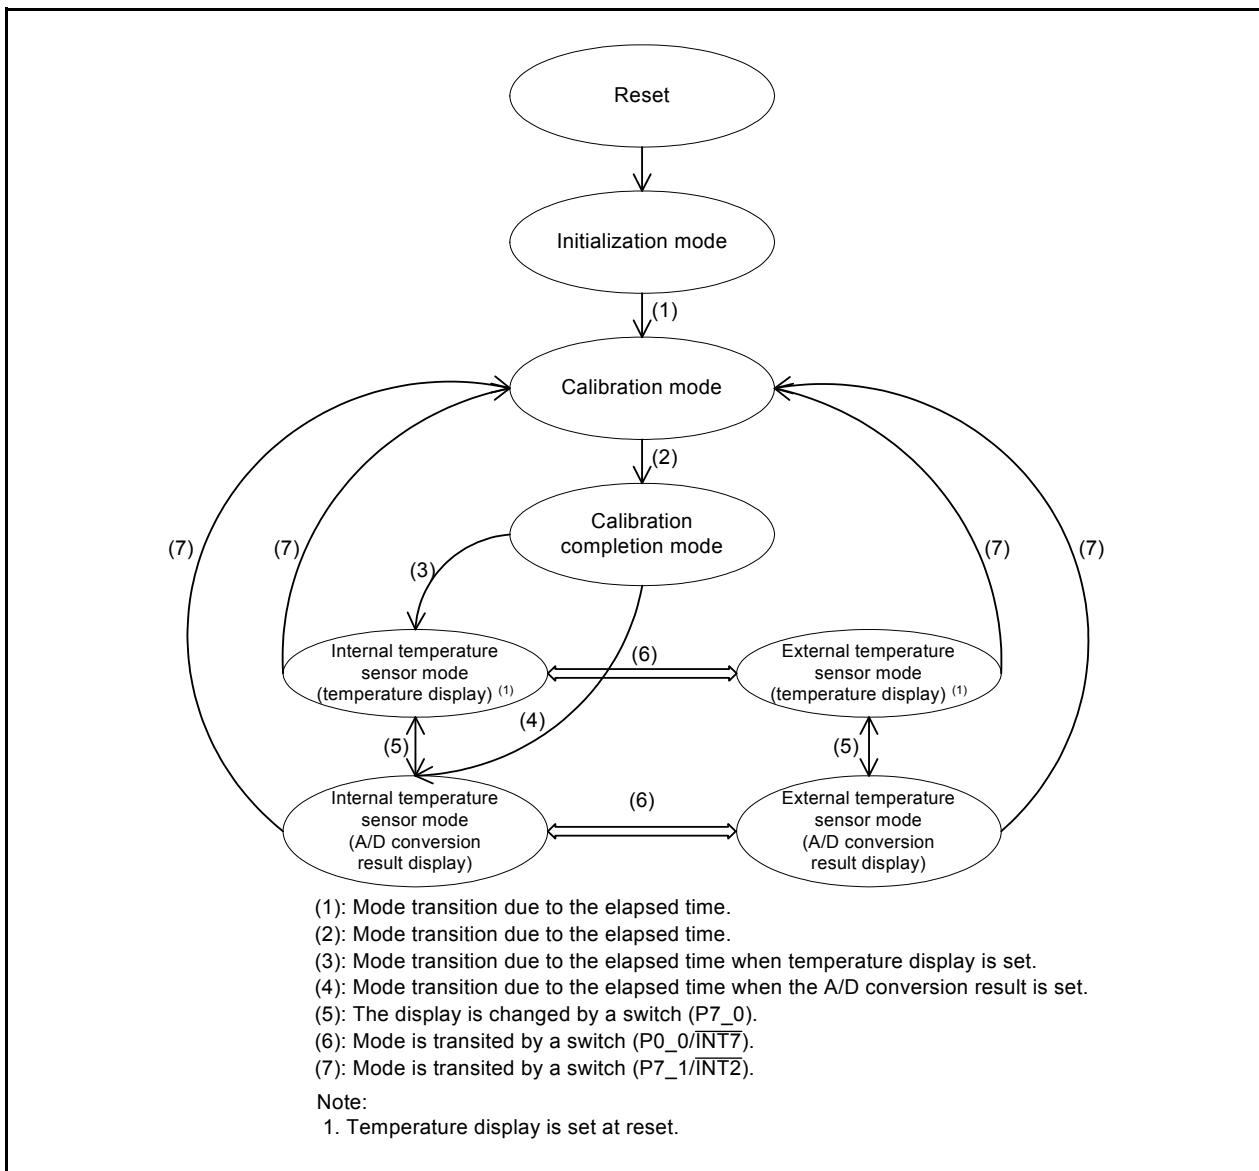 Reset
Initialization mode
(1)
Calibration mode
(2)
Calibration
completion mode
(7)
(7)
(3)
(7)
(7)
Internal temperature
sensor mode
(temperature display) (1)
(6)
External temperature
sensor mode
(temperature display) (1)
(5)
(4)
(5)
Internal temperature
sensor mode
(A/D conversion
result display)
(6)
External temperature
sensor mode
(A/D conversion
result display)
(1): Mode transition due to the elapsed time.
(2): Mode transition due to the elapsed time.
(3): Mode transition due to the elapsed time when temperature display is set.
(4): Mode transition due to the elapsed time when the A/D conversion result is set.
(5): The display is changed by a switch (P7_0).
(6): Mode is transited by a switch (P0_0/INT7).
(7): Mode is transited by a switch (P7_1/INT2).
Note:
1. Temperature display is set at reset.